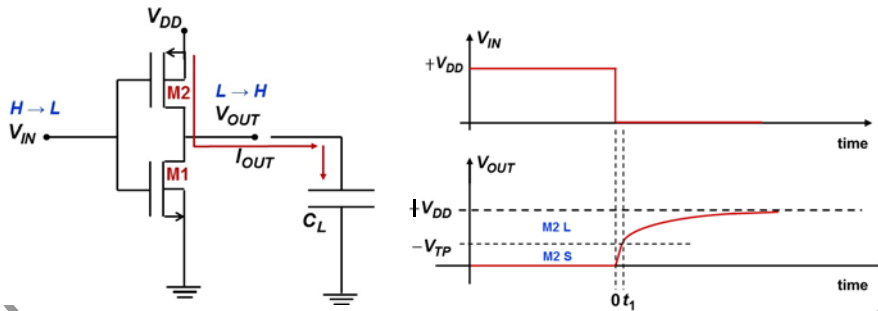 V_DD
M2
H → L
V_IN
L → H
V_OUT
I_OUT
M1
C_L
V_IN
+V_DD
time
V_OUT
+V_DD
M2 L
−V_TP
M2 S
time
0 t_1